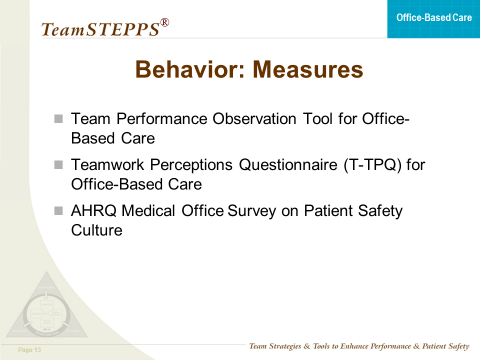 TeamSTEPPS®
Office-Based Care
Behavior: Measures
Team Performance Observation Tool for Office-
Based Care
Teamwork Perceptions Questionnaire (T-TPQ) for
Office-Based Care
AHRQ Medical Office Survey on Patient Safety
Culture
Page 13
Team Strategies & Tools to Enhance Performance & Patient Safety